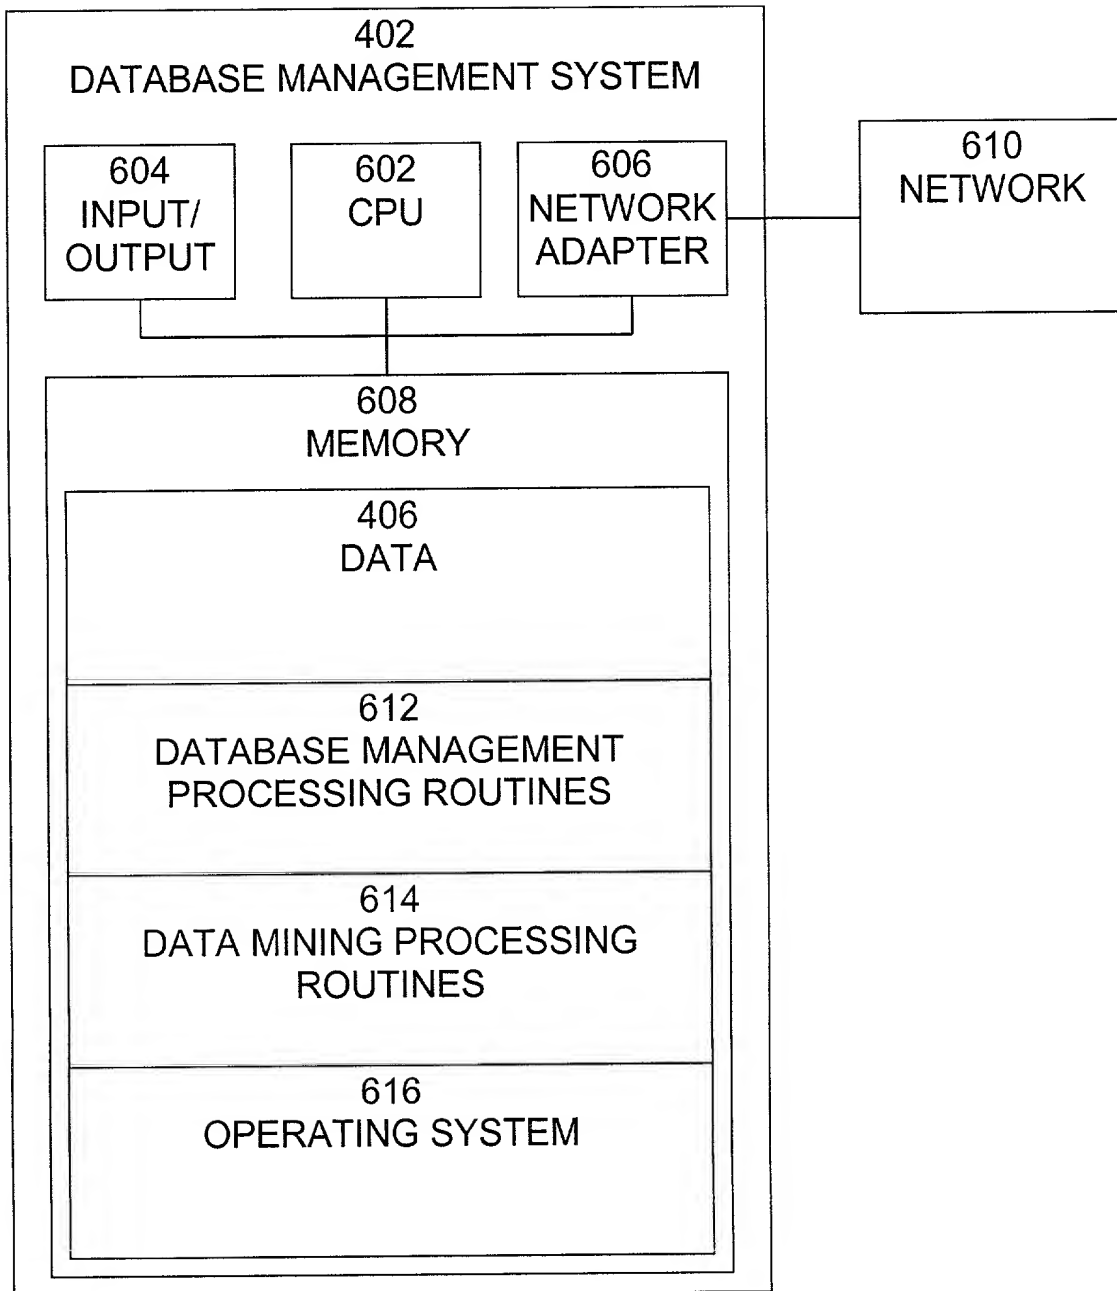 402
DATABASE MANAGEMENT SYSTEM
604
INPUT/
OUTPUT
602
CPU
606
NETWORK
ADAPTER
610
NETWORK
608
MEMORY
406
DATA
612
DATABASE MANAGEMENT
PROCESSING ROUTINES
614
DATA MINING PROCESSING
ROUTINES
616
OPERATING SYSTEM